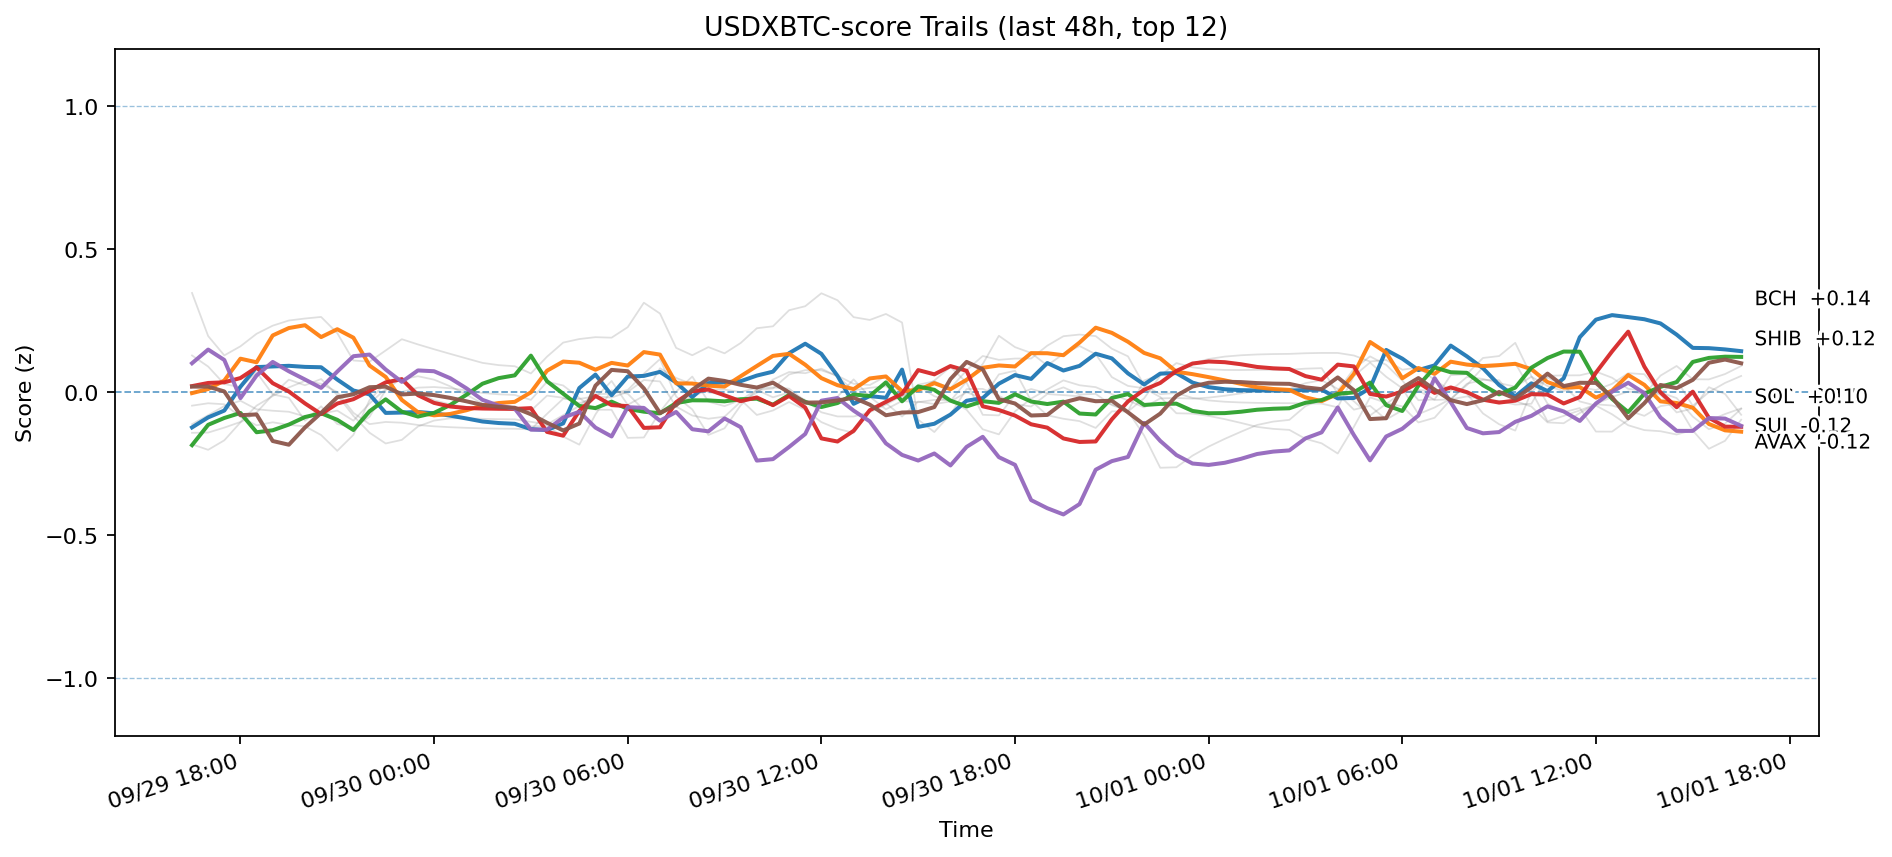 USDXBTC-score Trails (last 48h, top 12)
Score (z)
1.0
0.5
0.0
−0.5
−1.0
BCH +0.14
SHIB +0.12
SOL +0.10
SUI -0.12
AVAX -0.12
09/29 18:00
09/30 00:00
09/30 06:00
09/30 12:00
09/30 18:00
10/01 00:00
10/01 06:00
10/01 12:00
10/01 18:00
Time